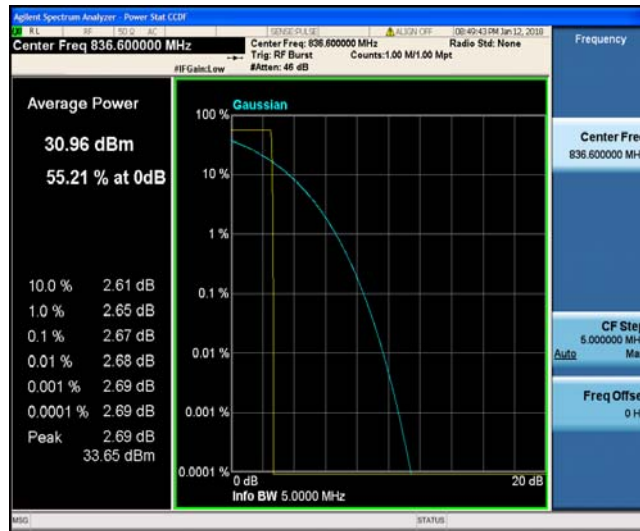 Agilent Spectrum Analyzer - Power Stat CCDF
RL RF 50 Ω AC SENSE:PULSE ALIGN OFF 08:49:43 PM Jan 12, 2018
Center Freq 836.600000 MHz
Center Freq: 836.600000 MHz
Radio Std: None
Trig: RF Burst
Counts:1.00 M/1.00 Mpt
#IFGain:Low
#Atten: 46 dB
Frequency
Average Power
30.96 dBm
55.21 % at 0dB
10.0 % 2.61 dB
1.0 % 2.65 dB
0.1 % 2.67 dB
0.01 % 2.68 dB
0.001 % 2.69 dB
0.0001 % 2.69 dB
Peak 2.69 dB
33.65 dBm
Gaussian
100 %
10 %
1 %
0.1 %
0.01 %
0.001 %
0.0001 %
0 dB
20 dB
Info BW 5.0000 MHz
Center Fre
836.600000 MH
CF Step
5.000000 MH
Auto Ma
Freq Offse
0 H
MSG
STATUS